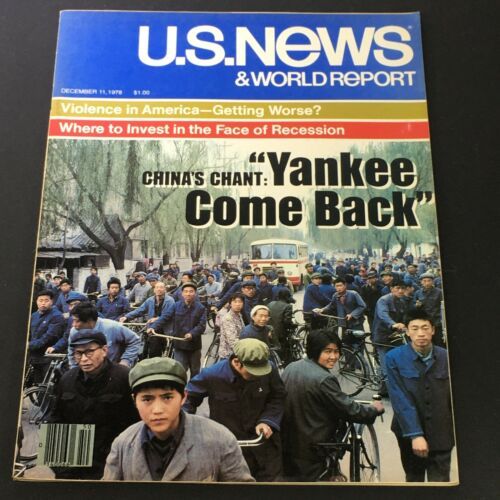 U.S.News
& WORLD REPORT
DECEMBER 11, 1978 $1.00
Violence in America—Getting Worse?
Where to Invest in the Face of Recession
CHINA'S CHANT: "Yankee
Come Back"